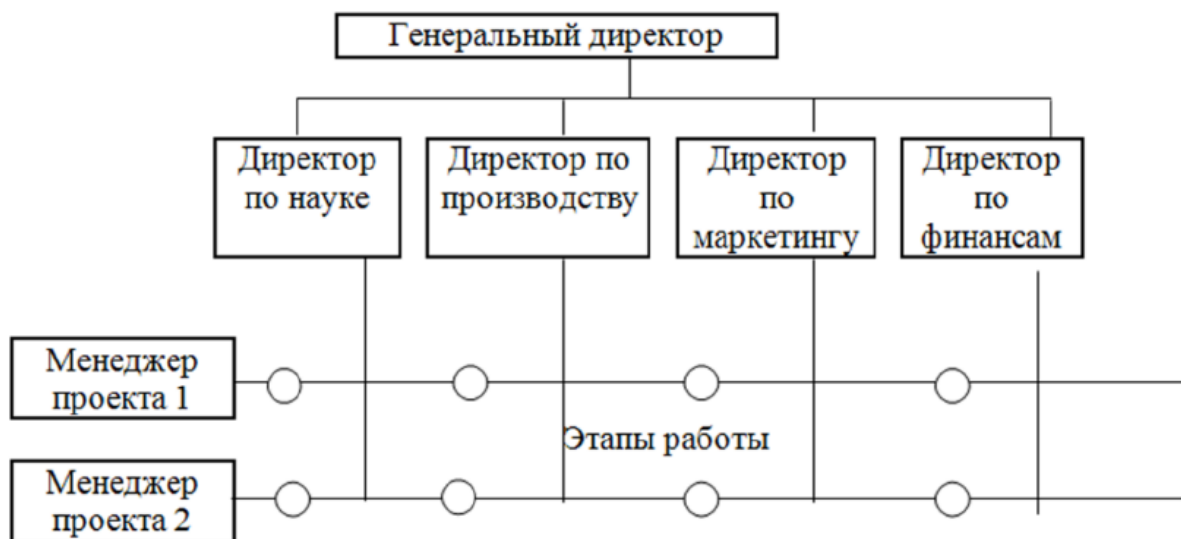 Генеральный директор
Директор
по науке
Директор по
производству
Директор
по
маркетингу
Директор
по
финансам
Менеджер
проекта 1
Этапы работы
Менеджер
проекта 2